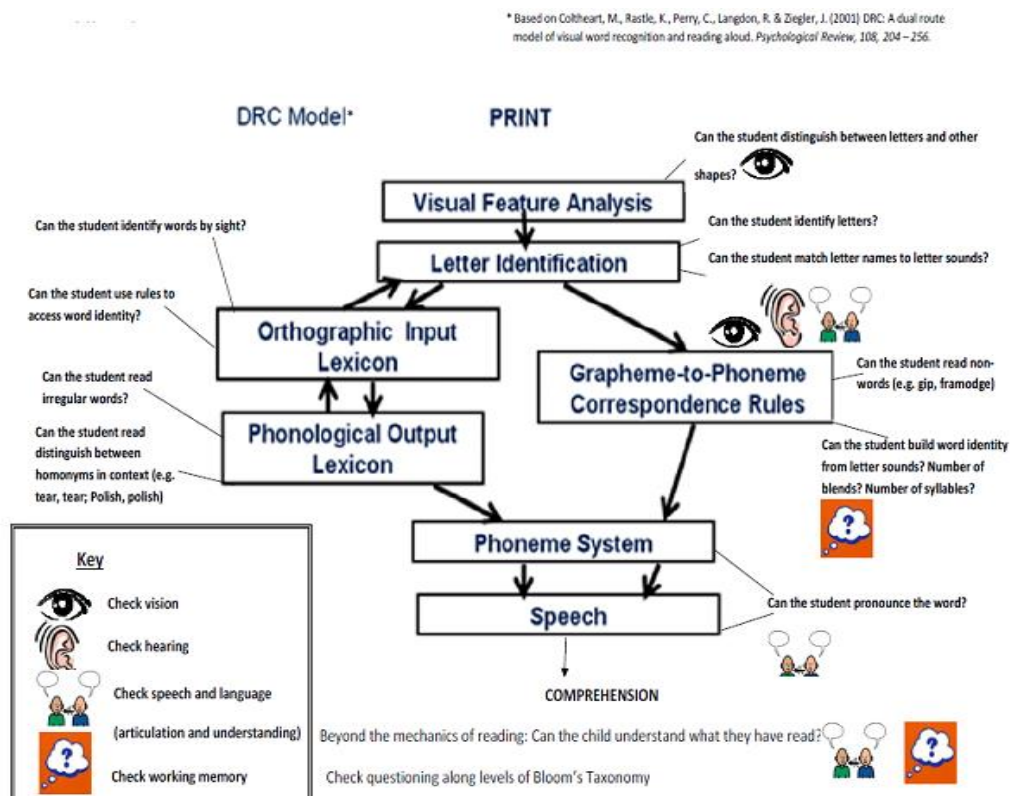 * Based on Coltheart, M., Rastle, K., Perry, C., Langdon, R. & Ziegler, J. (2001) DRC: A dual route
model of visual word recognition and reading aloud. Psychological Review, 108, 204 – 256.
DRC Model*
PRINT
Can the student distinguish between letters and other
shapes?
Visual Feature Analysis
Can the student identify words by sight?
Can the student identify letters?
Letter Identification
Can the student match letter names to letter sounds?
Can the student use rules to
access word identity?
Orthographic Input
Lexicon
Grapheme-to-Phoneme
Correspondence Rules
Can the student read non-
words (e.g. gip, framodge)
Can the student read
irregular words?
Phonological Output
Lexicon
Can the student read
distinguish between
homonyms in context (e.g.
tear, tear; Polish, polish)
Can the student build word identity
from letter sounds? Number of
blends? Number of syllables?
?
Phoneme System
Speech
Can the student pronounce the word?
COMPREHENSION
Key
Check vision
Check hearing
Check speech and language
(articulation and understanding)
?
Check working memory
Beyond the mechanics of reading: Can the child understand what they have read?
?
Check questioning along levels of Bloom's Taxonomy